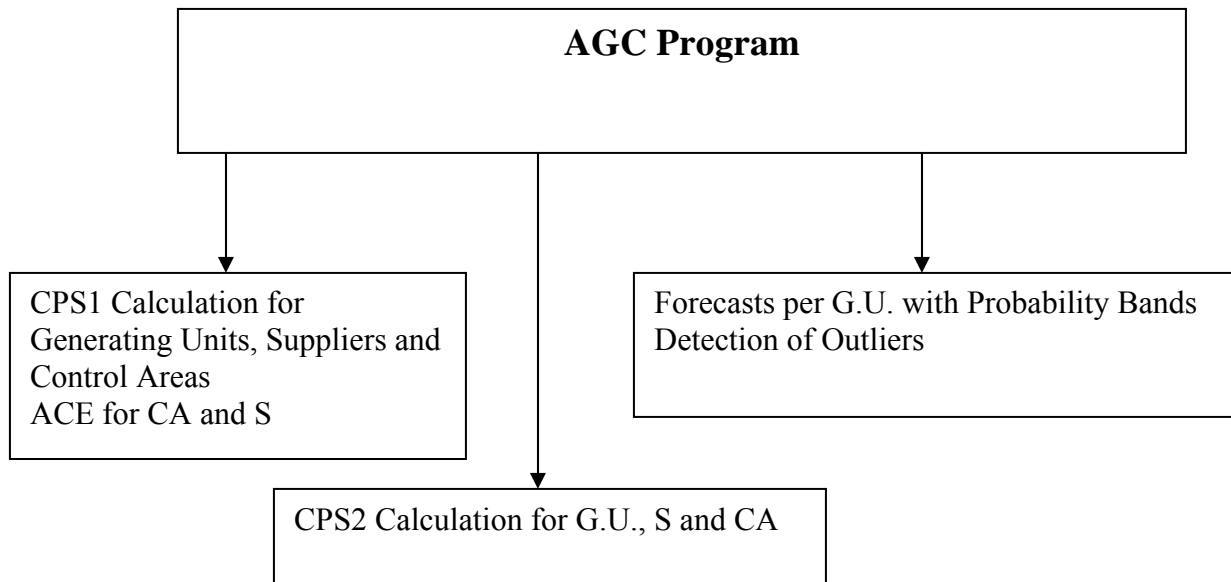 AGC Program
CPS1 Calculation for
Generating Units, Suppliers and
Control Areas
ACE for CA and S
Forecasts per G.U. with Probability Bands
Detection of Outliers
CPS2 Calculation for G.U., S and CA